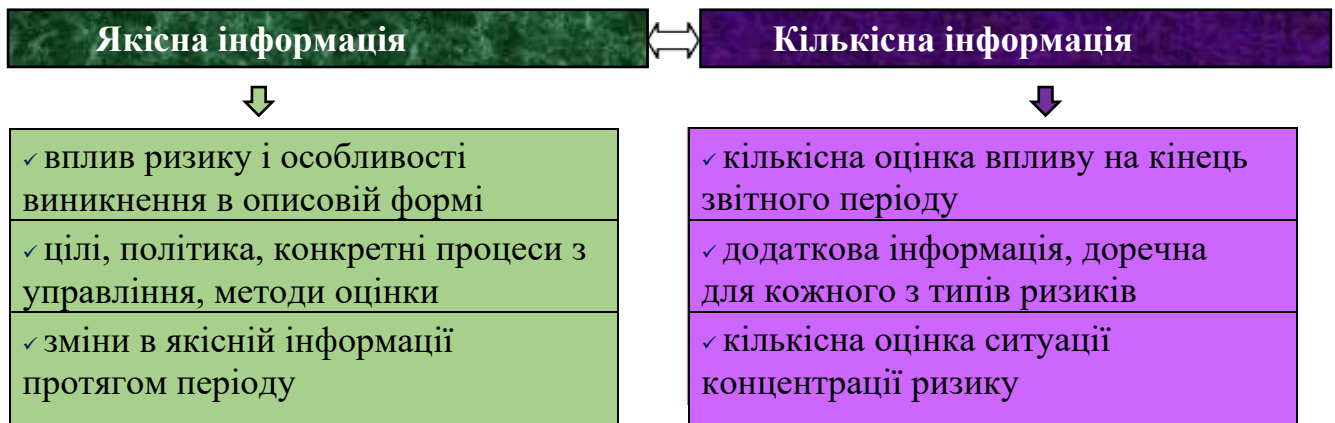 Якісна інформація
Кількісна інформація
✓ вплив ризику і особливості
виникнення в описовій формі
✓ цілі, політика, конкретні процеси з
управління, методи оцінки
✓ зміни в якісній інформації
протягом періоду
✓ кількісна оцінка впливу на кінець
звітного періоду
✓ додаткова інформація, доречна
для кожного з типів ризиків
✓ кількісна оцінка ситуації
концентрації ризику